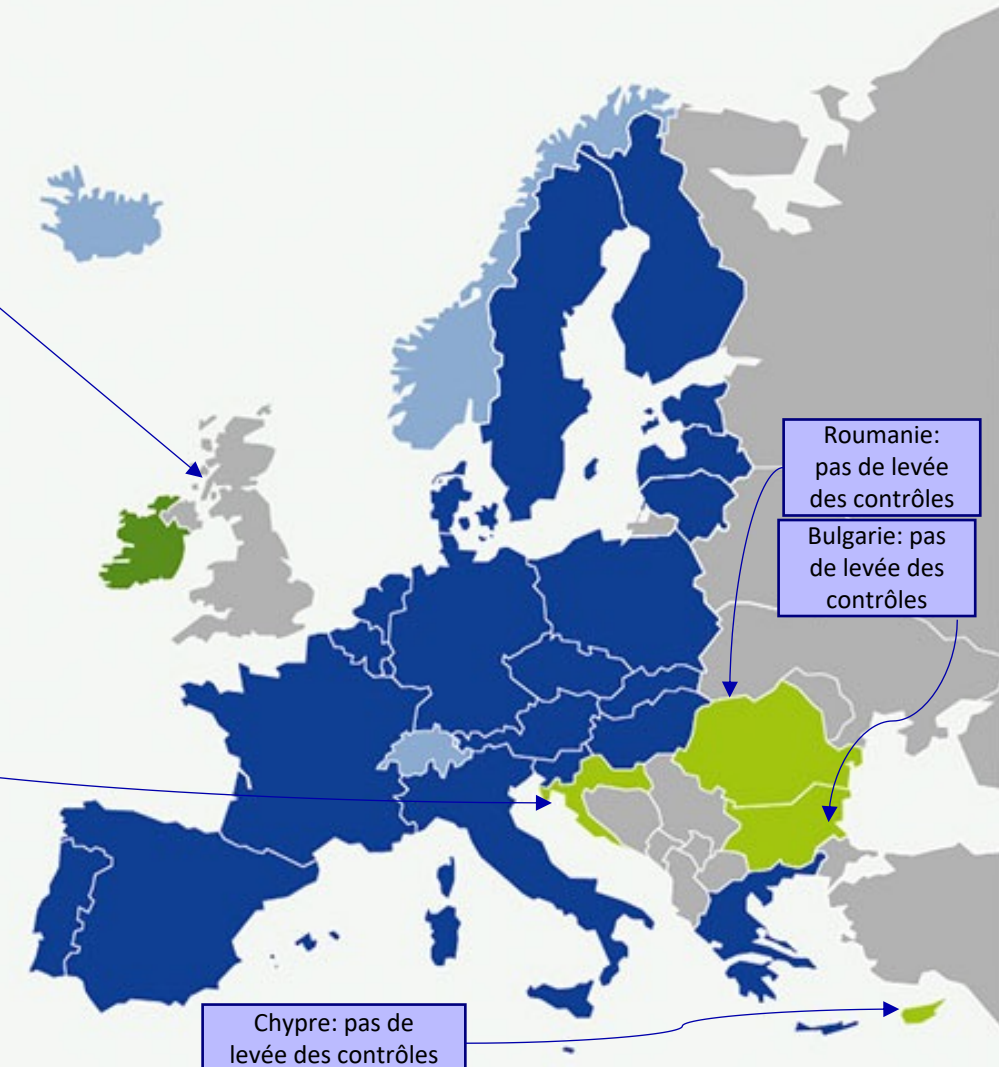 Roumanie:
pas de levée
des contrôles
Bulgarie: pas
de levée des
contrôles
Chypre: pas de
levée des contrôles